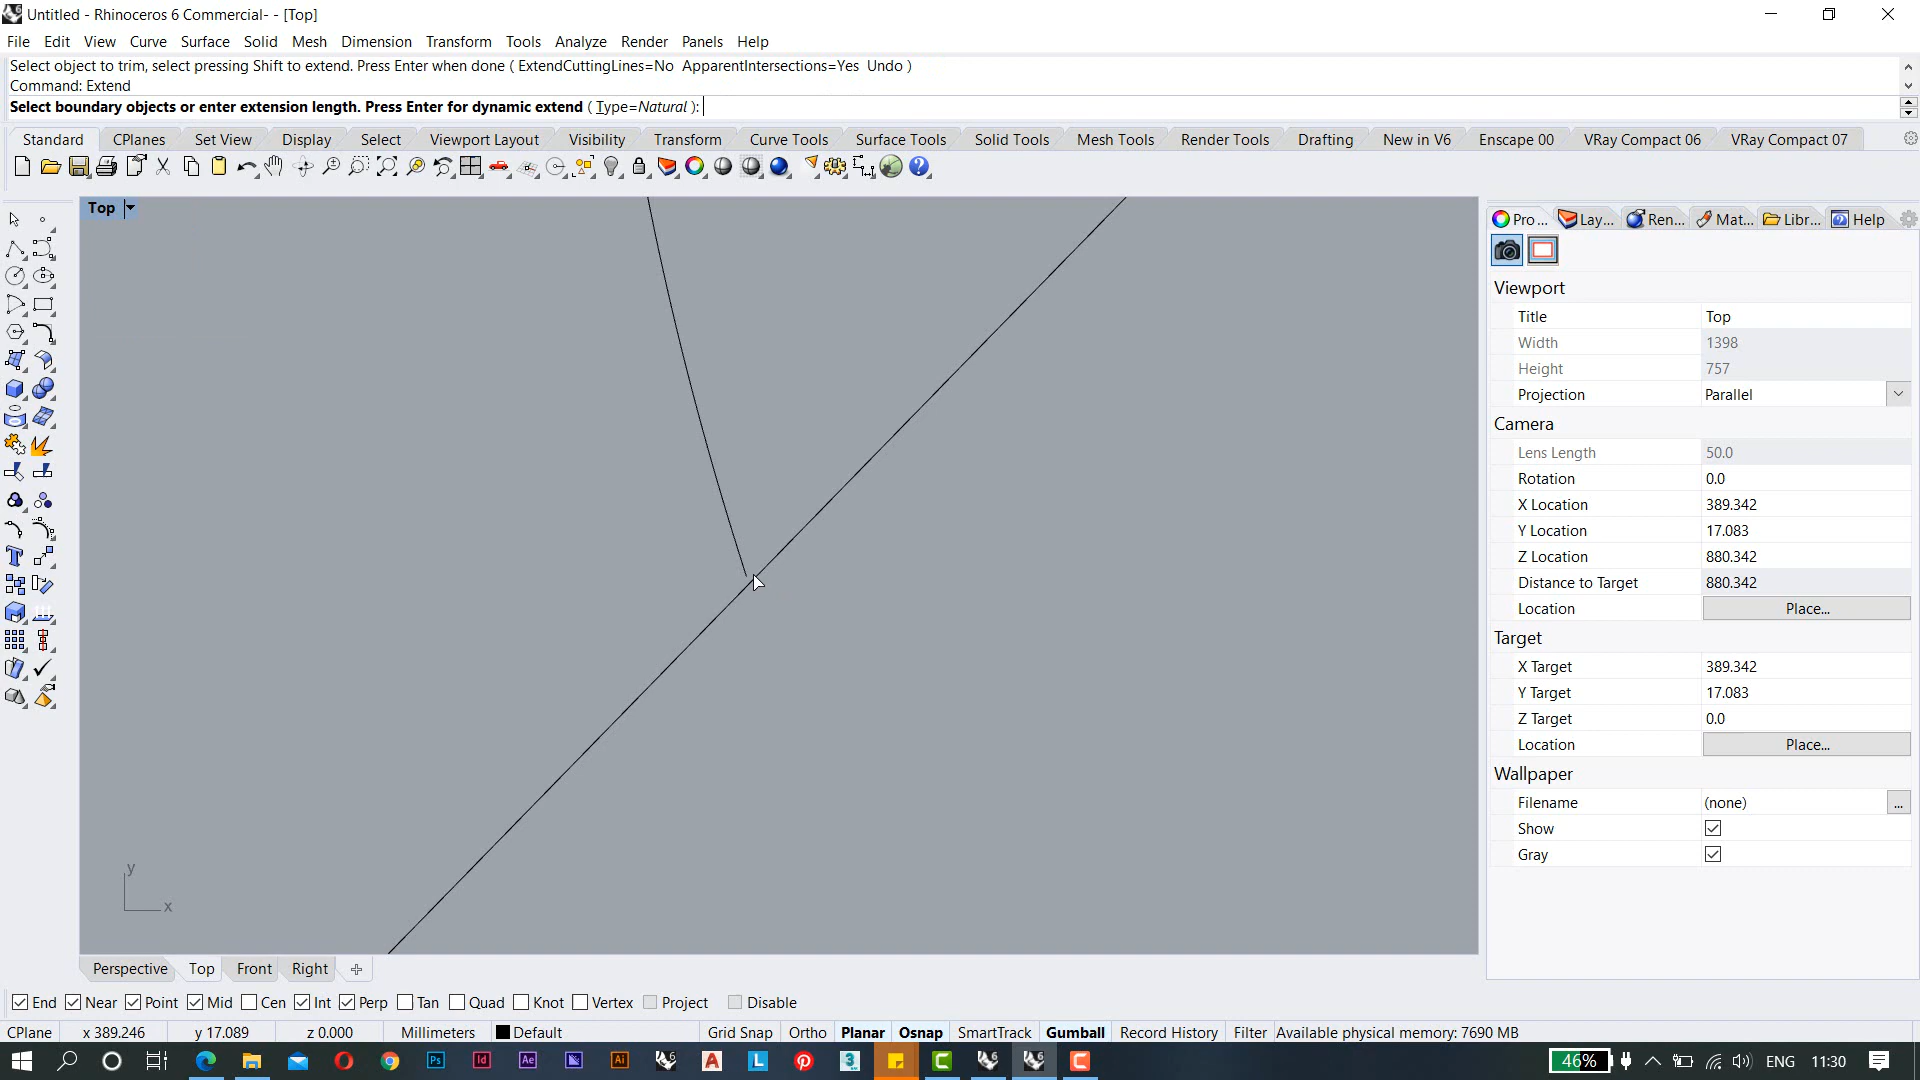 Untitled - Rhinoceros 6 Commercial- - [Top]
File Edit View Curve Surface Solid Mesh Dimension Transform Tools Analyze Render Panels Help
Select object to trim, select pressing Shift to extend. Press Enter when done ( ExtendCuttingLines=No ApparentIntersections=Yes Undo )
Command: Extend
Select boundary objects or enter extension length. Press Enter for dynamic extend ( Type=Natural ):
Standard CPlanes Set View Display Select Viewport Layout Visibility Transform Curve Tools Surface Tools Solid Tools Mesh Tools Render Tools Drafting New in V6 Enscape 00 VRay Compact 06 VRay Compact 07
Top
Pro... Lay... Ren... Mat... Libr... Help
Viewport
Title Top
Width 1398
Height 757
Projection Parallel
Camera
Lens Length 50.0
Rotation 0.0
X Location 389.342
Y Location 17.083
Z Location 880.342
Distance to Target 880.342
Location Place...
Target
X Target 389.342
Y Target 17.083
Z Target 0.0
Location Place...
Wallpaper
Filename (none) ...
Show
Gray
y
x
Perspective Top Front Right
End Near Point Mid Cen Int Perp Tan Quad Knot Vertex Project Disable
CPlane x 389.246 y 17.089 z 0.000 Millimeters Default Grid Snap Ortho Planar Osnap SmartTrack Gumball Record History Filter Available physical memory: 7690 MB
Ps Id Ae Ai 6 A L 3 C 6 6 C 46% ENG 11:30